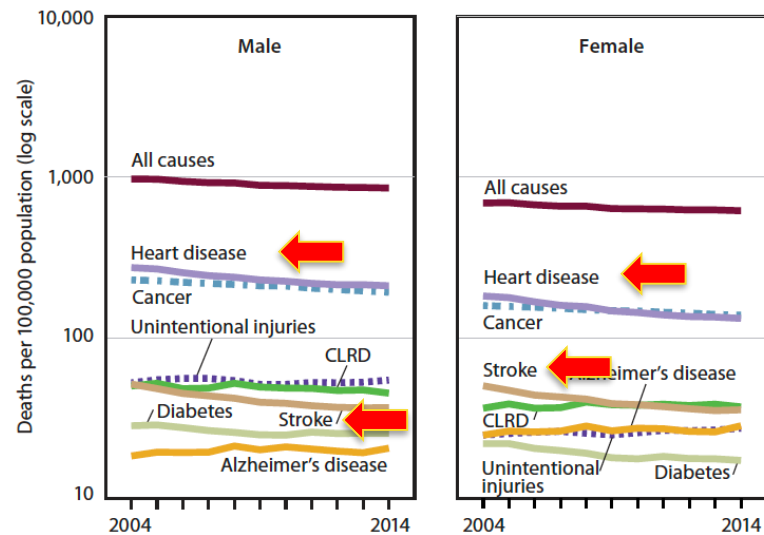 Deaths per 100,000 population (log scale)
10,000
1,000
100
10
Male
All causes
Heart disease
Cancer
Unintentional injuries
CLRD
Diabetes
Stroke
Alzheimer’s disease
2004
2014
Female
All causes
Heart disease
Cancer
Stroke
Alzheimer’s disease
CLRD
Unintentional
injuries
Diabetes
2004
2014